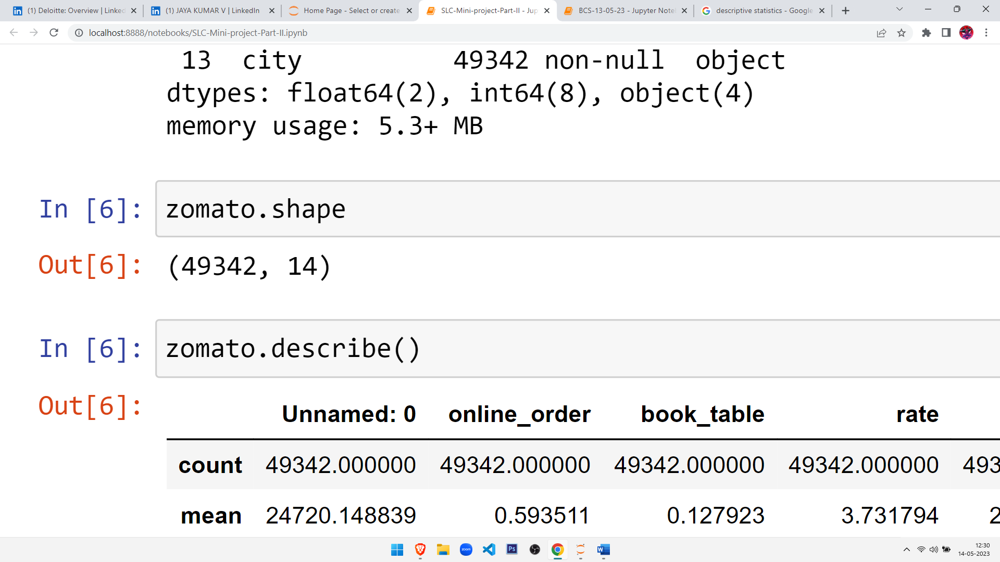 (1) Deloitte: Overview | Linked
(1) JAYA KUMAR V | LinkedIn
Home Page - Select or create
SLC-Mini-project-Part-II - Jup
BCS-13-05-23 - Jupyter Note
descriptive statistics - Google
localhost:8888/notebooks/SLC-Mini-project-Part-II.ipynb
13 city 49342 non-null object
dtypes: float64(2), int64(8), object(4)
memory usage: 5.3+ MB
In [6]: zomato.shape
Out[6]: (49342, 14)
In [6]: zomato.describe()
Out[6]:
Unnamed: 0 online_order book_table rate
count 49342.000000 49342.000000 49342.000000 49342.000000 493
mean 24720.148839 0.593511 0.127923 3.731794 2
zoom
Ps
W
12:30
14-05-2023